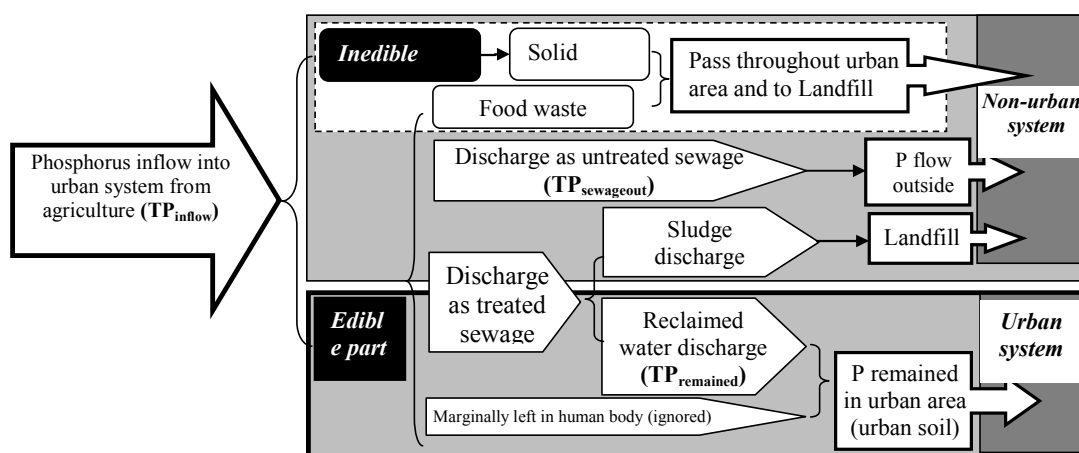 Phosphorus inflow into
urban system from
agriculture (TPinflow)
Inedible
Solid
Food waste
Pass throughout urban
area and to Landfill
Non-urban
system
Discharge as untreated sewage
(TPsewageout)
P flow
outside
Sludge
discharge
Landfill
Discharge
as treated
sewage
Edibl
e part
Reclaimed
water discharge
(TPremained)
Marginally left in human body (ignored)
P remained
in urban area
(urban soil)
Urban
system